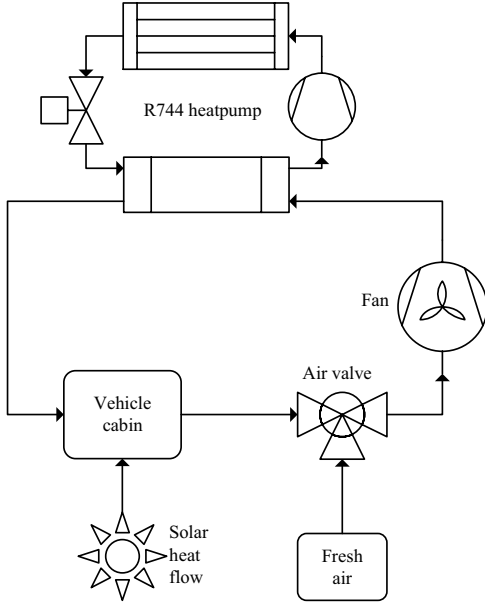 R744 heatpump
Fan
Air valve
Vehicle
cabin
Solar
heat
flow
Fresh
air